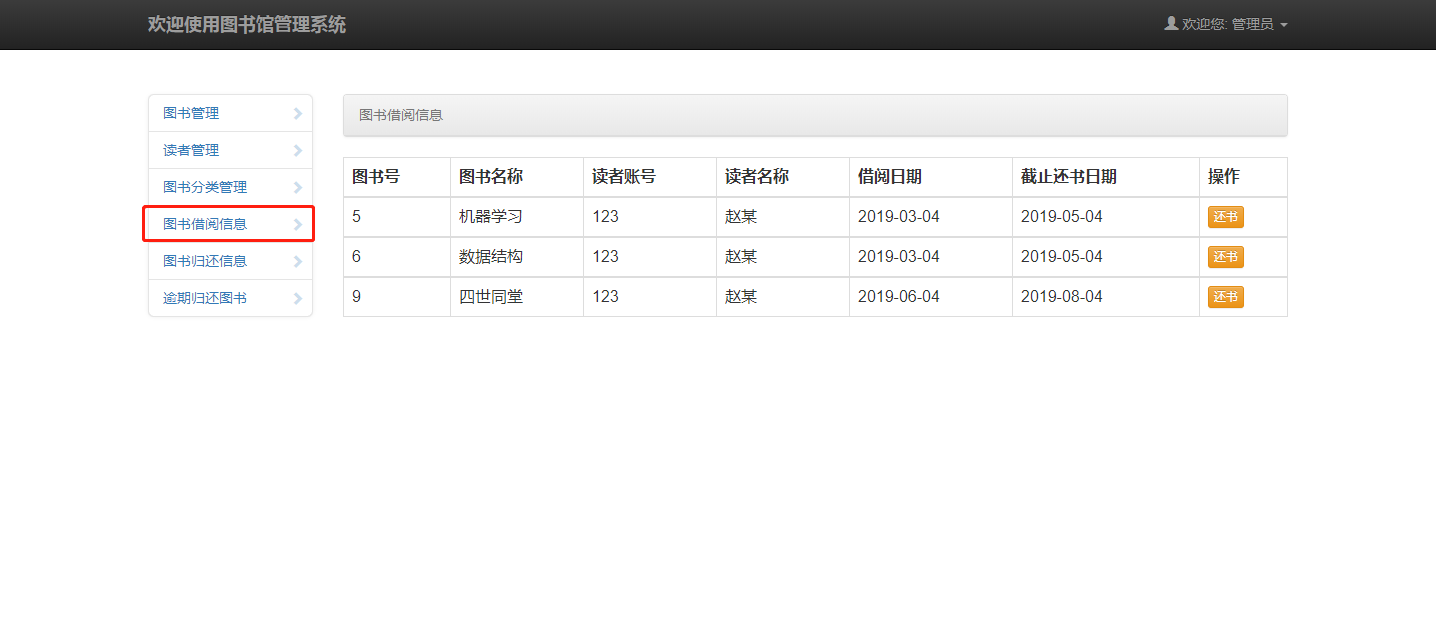 欢迎使用图书馆管理系统
欢迎您: 管理员
图书管理
读者管理
图书分类管理
图书借阅信息
图书归还信息
逾期归还图书
图书借阅信息
图书号 图书名称 读者账号 读者名称 借阅日期 截止还书日期 操作
5 机器学习 123 赵某 2019-03-04 2019-05-04 还书
6 数据结构 123 赵某 2019-03-04 2019-05-04 还书
9 四世同堂 123 赵某 2019-06-04 2019-08-04 还书